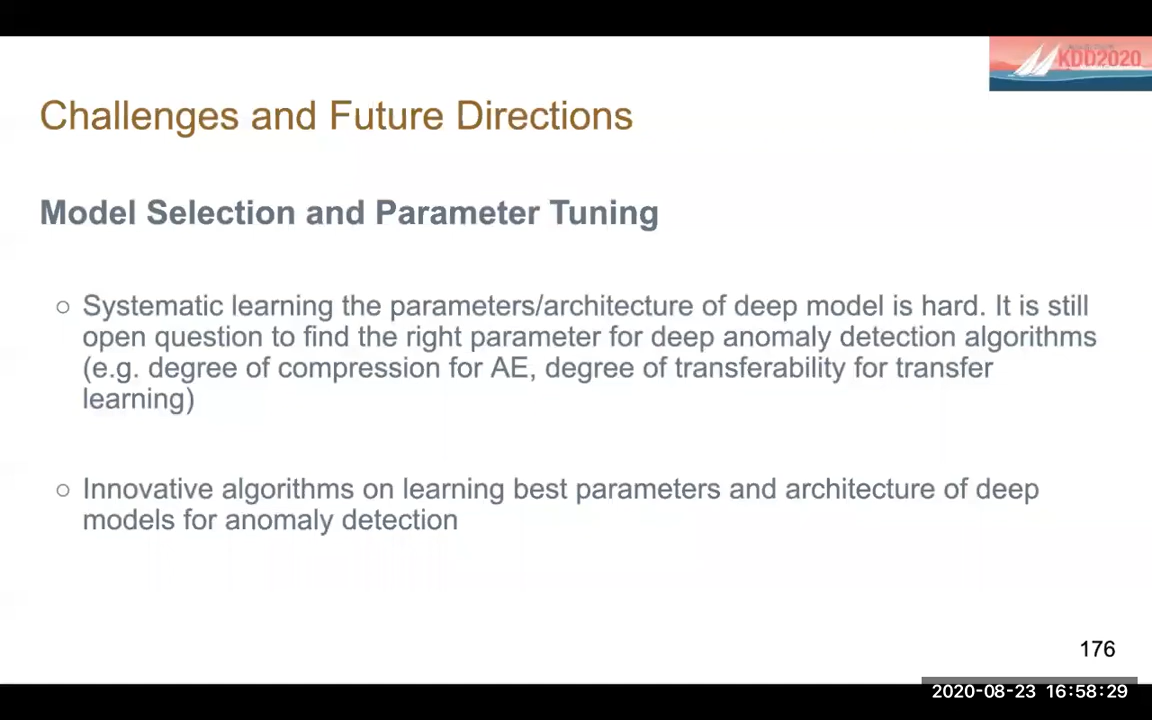 KDD2020
Challenges and Future Directions
Model Selection and Parameter Tuning
○ Systematic learning the parameters/architecture of deep model is hard. It is still
open question to find the right parameter for deep anomaly detection algorithms
(e.g. degree of compression for AE, degree of transferability for transfer
learning)
○ Innovative algorithms on learning best parameters and architecture of deep
models for anomaly detection
176
2020-08-23 16:58:29